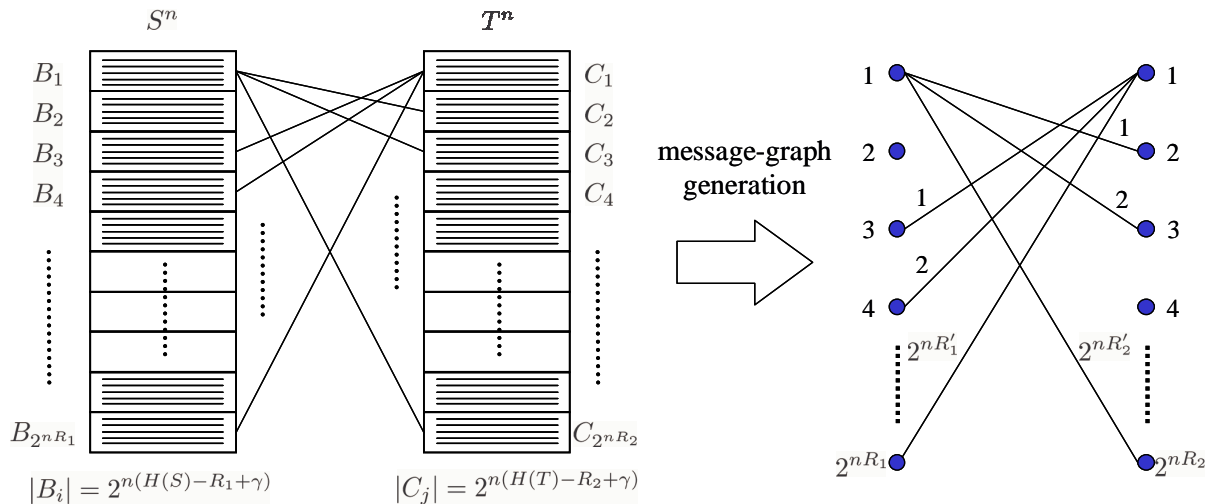 S^n
T^n
B_1
B_2
B_3
B_4
B_{2^{nR_1}}
C_1
C_2
C_3
C_4
C_{2^{nR_2}}
|B_i| = 2^{n(H(S)-R_1+γ)}
|C_j| = 2^{n(H(T)-R_2+γ)}
message-graph
generation
1
2
3
4
2^{nR_1}
1
2
1
2
2^{nR'_1}
2^{nR'_2}
1
2
3
4
2^{nR_2}